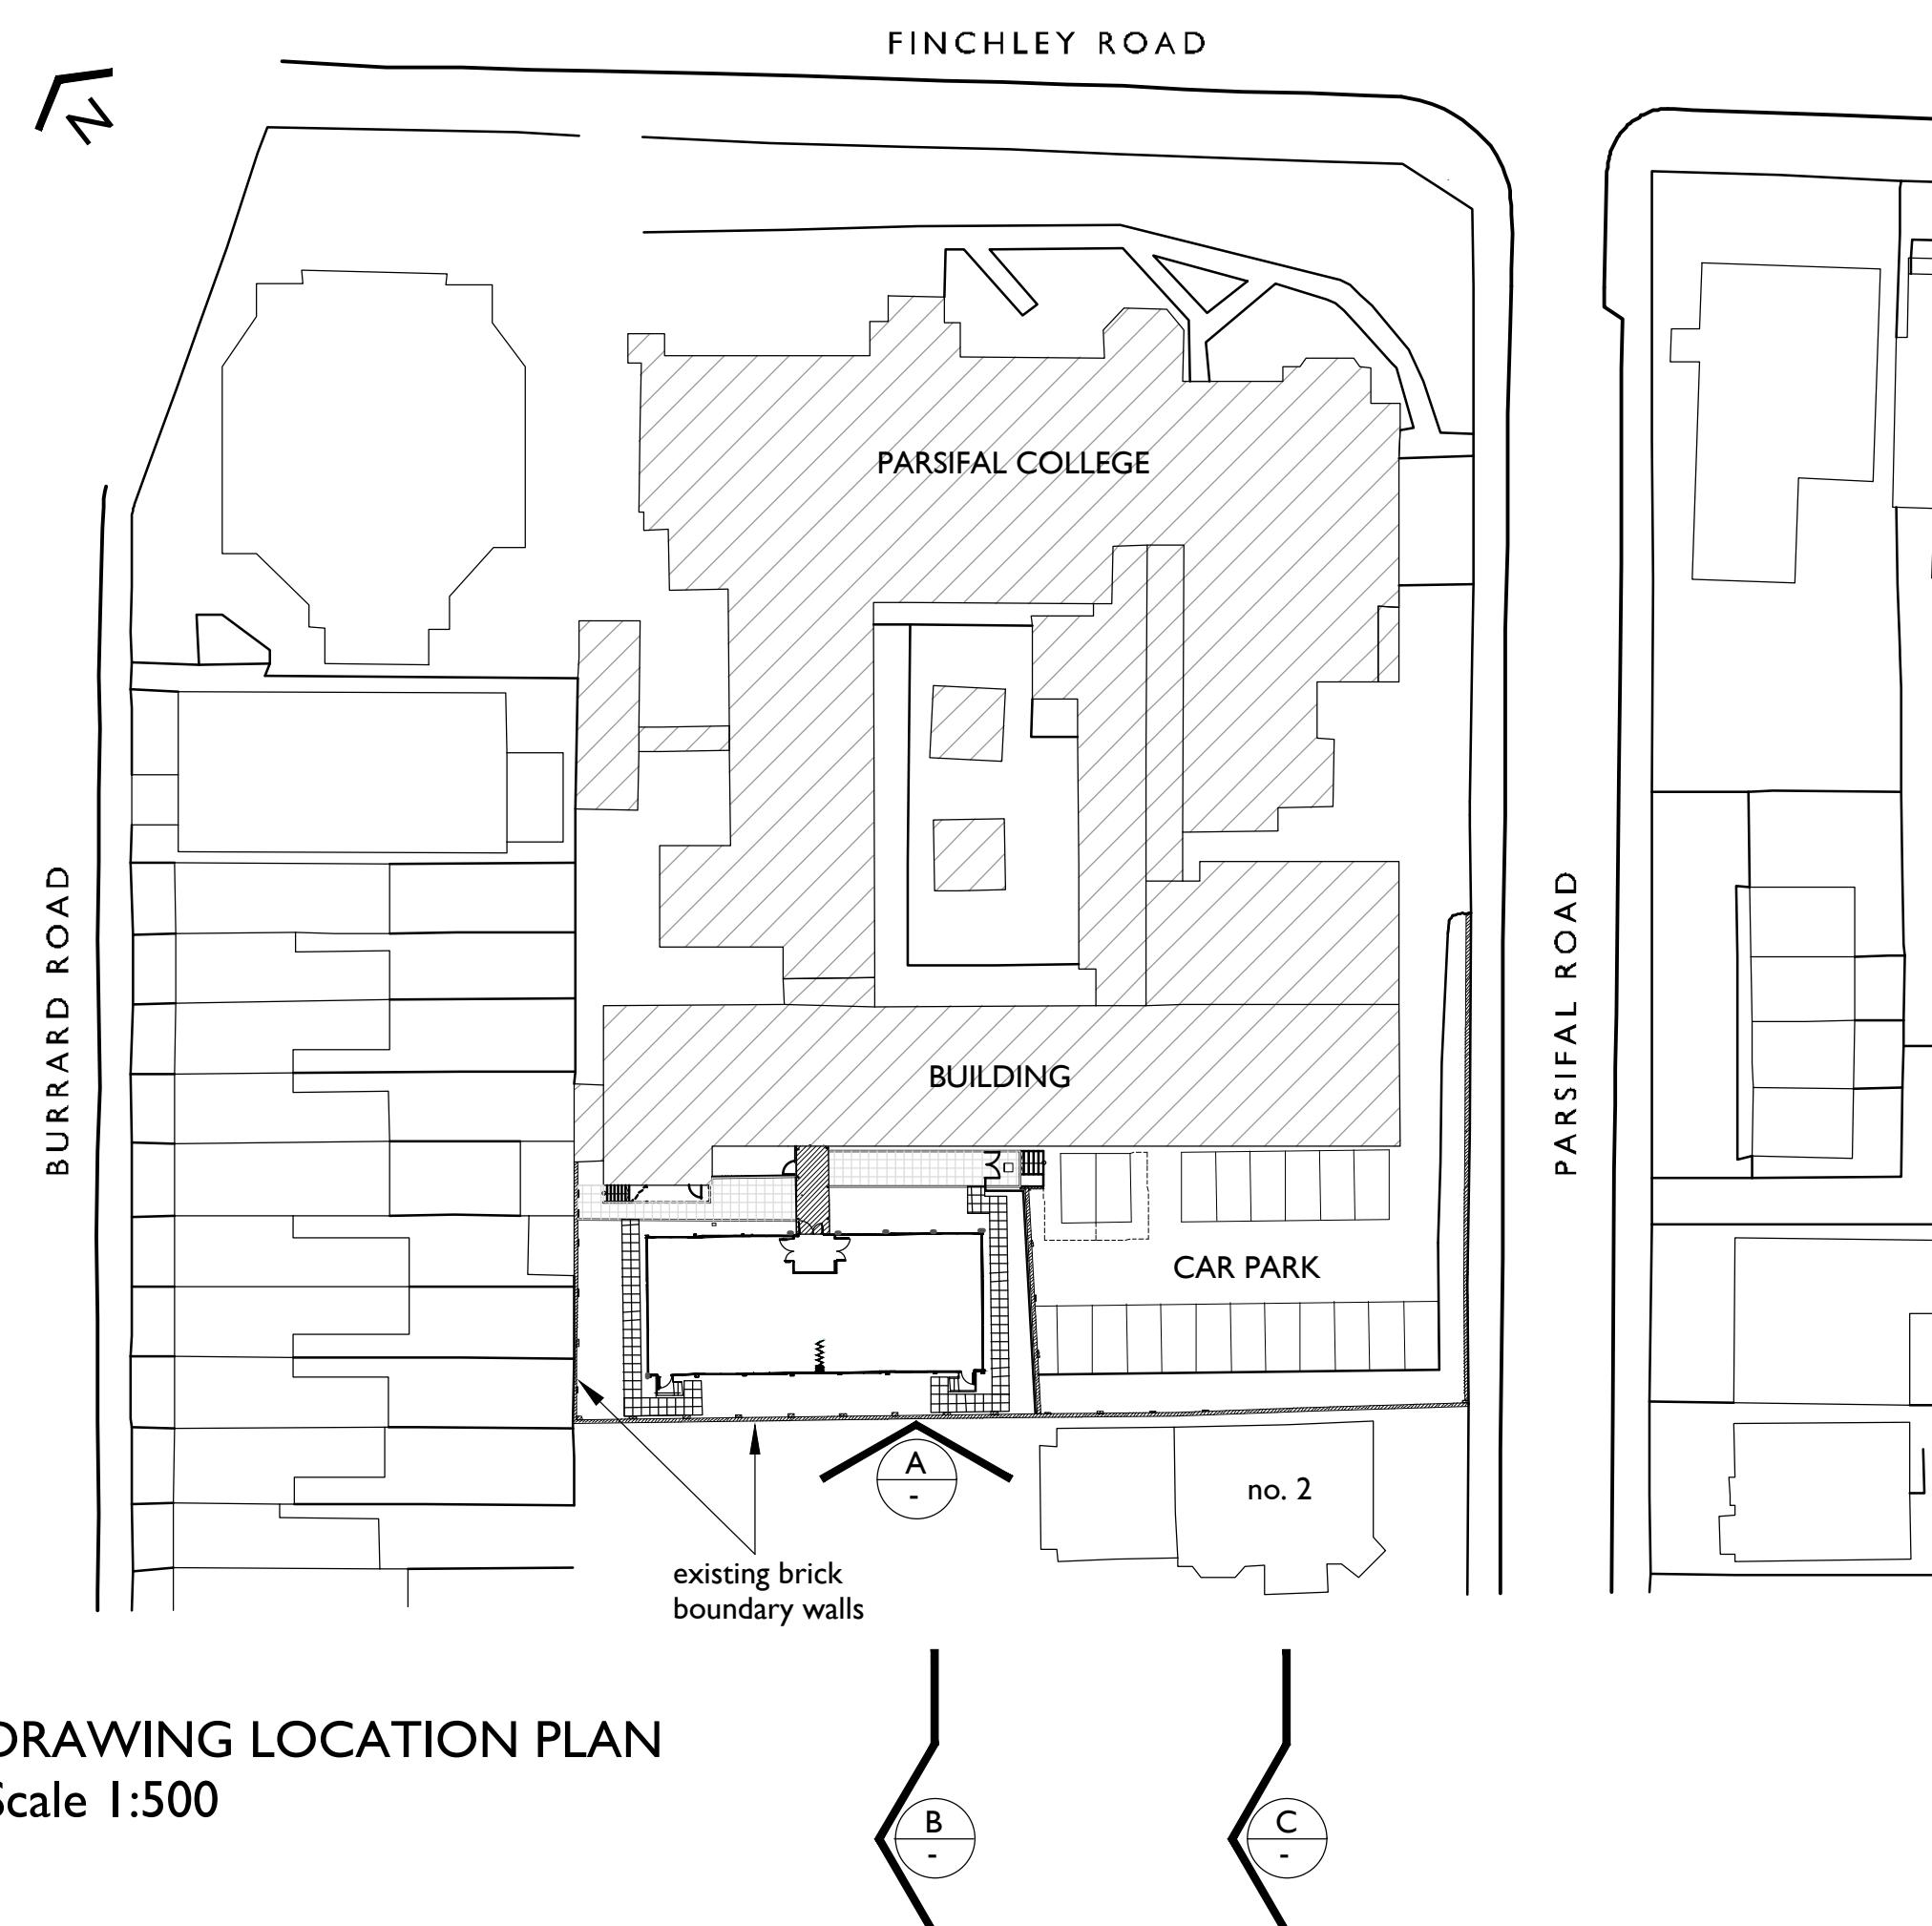 FINCHLEY ROAD
N
PARSIFAL COLLEGE
BURRARD ROAD
PARSIFAL ROAD
BUILDING
CAR PARK
A
-
no. 2
existing brick
boundary walls
DRAWING LOCATION PLAN
Scale 1:500
B
-
C
-